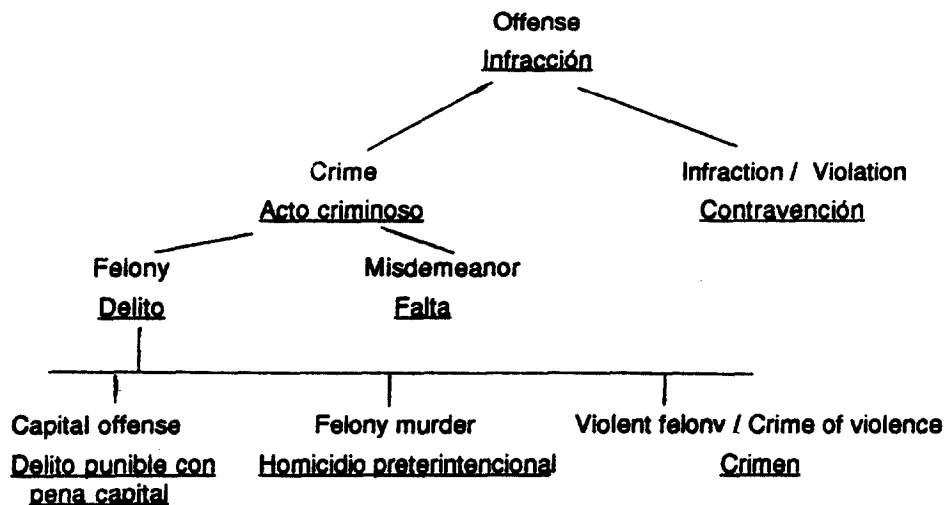 Offense
Infracción
Crime
Infraction / Violation
Acto criminoso
Contravención
Felony
Misdemeanor
Delito
Falta
Capital offense
Felony murder
Violent felony / Crime of violence
Delito punible con
Homicidio preterintencional
Crimen
pena capital